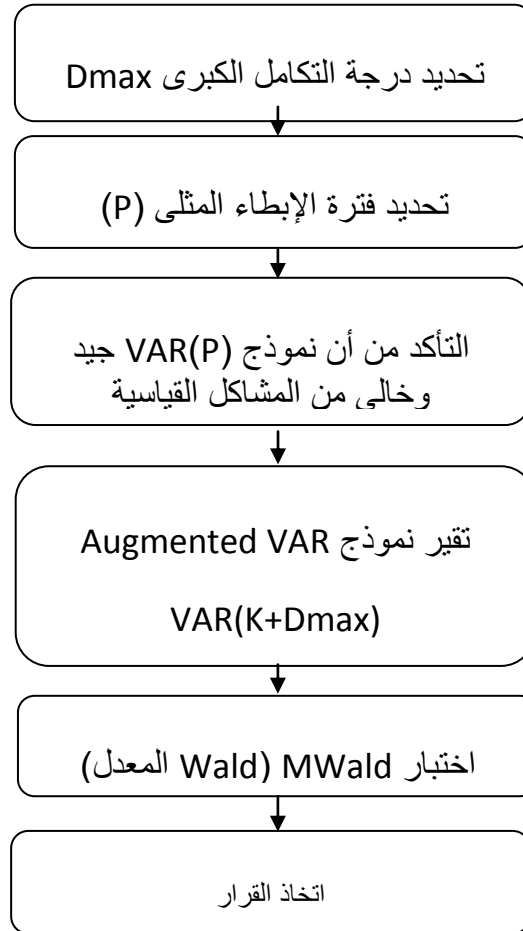 تحديد درجة التكامل الكبرى Dmax
تحديد فترة الإبطاء المثلى (P)
التأكد من أن نموذج VAR(P) جيد
وخالي من المشاكل القياسية
تقير نموذج Augmented VAR
VAR(K+Dmax)
اختبار MWald (Wald المعدل)
اتخاذ القرار